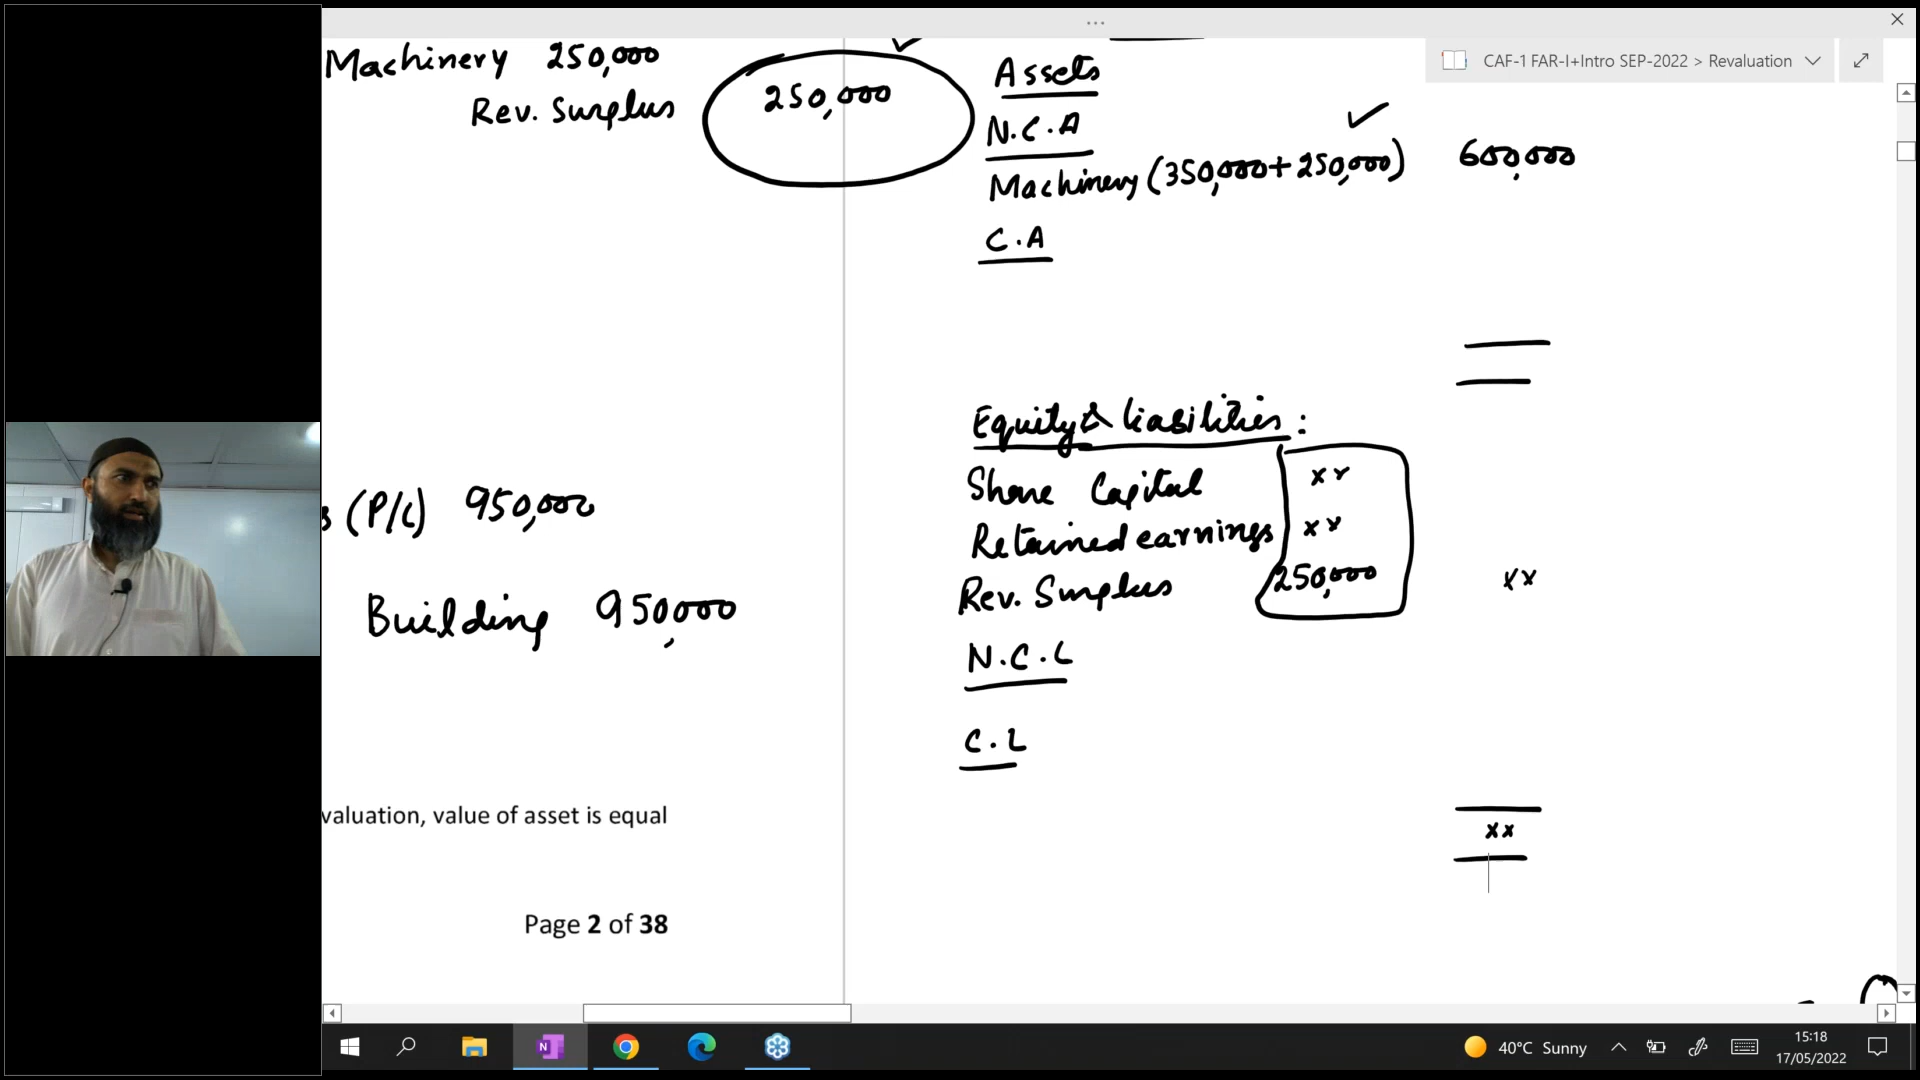 CAF-1 FAR-I+Intro SEP-2022 > Revaluation
Machinery 250,000
Rev. Surplus 250,000
(P/L) 950,000
Building 950,000
valuation, value of asset is equal
Page 2 of 38
Assets
N.C.A
Machinery (350,000+250,000) 600,000
C.A
Equity & liabilities :
Share Capital xx
Retained earnings xx
Rev. Surplus 250,000 xx
N.C.L
C.L
xx
40°C Sunny
15:18
17/05/2022